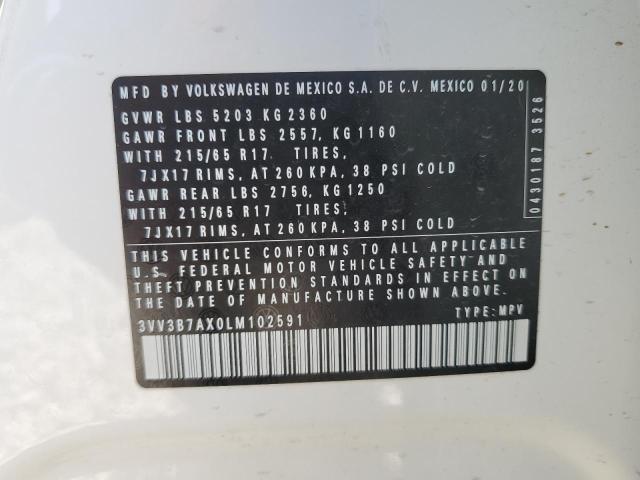 MFD BY VOLKSWAGEN DE MEXICO S.A. DE C.V. MEXICO 01/20
GVWR LBS 5203 KG 2360
GAWR FRONT LBS 2557, KG 1160
WITH 215/65 R17 TIRES,
7JX17 RIMS, AT 260 KPA, 38 PSI COLD
GAWR REAR LBS 2756, KG 1250
WITH 215/65 R17 TIRES,
7JX17 RIMS, AT 260 KPA, 38 PSI COLD
THIS VEHICLE CONFORMS TO ALL APPLICABLE
U.S. FEDERAL MOTOR VEHICLE SAFETY AND
THEFT PREVENTION STANDARDS IN EFFECT ON
THE DATE OF MANUFACTURE SHOWN ABOVE.
3VV3B7AX0LM102591 TYPE: MPV
0430187 3526